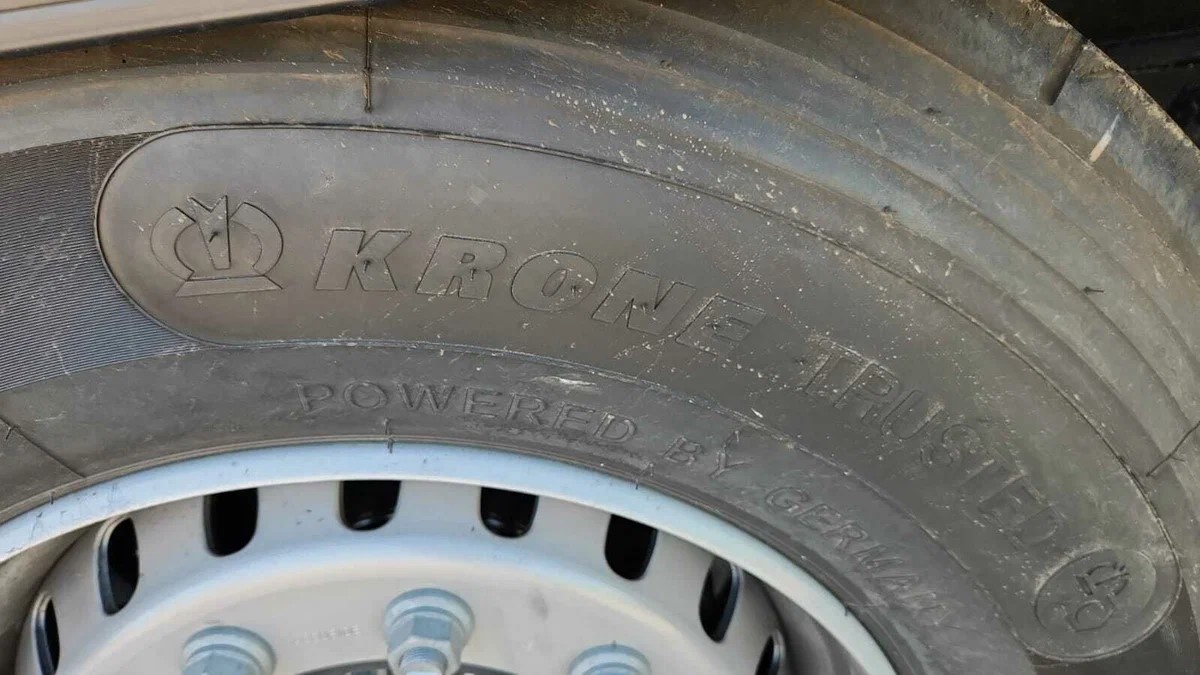 KRONE TRUSTED
POWERED BY GERMANY